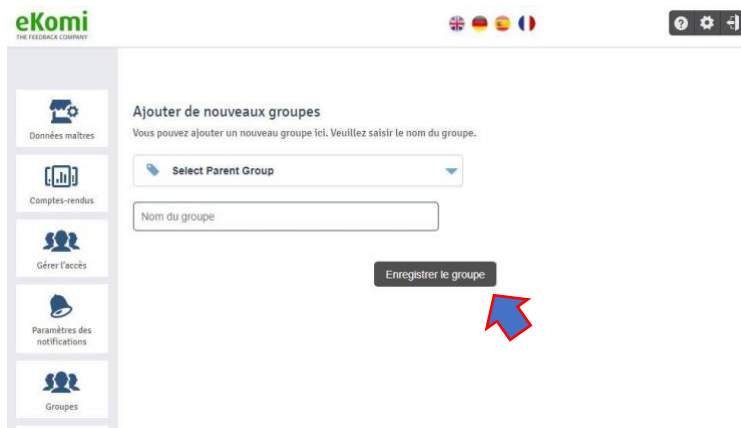 eKomi
THE FEEDBACK COMPANY
Données maîtres
Comptes-rendus
Gérer l'accès
Paramètres des
notifications
Groupes
Ajouter de nouveaux groupes
Vous pouvez ajouter un nouveau groupe ici. Veuillez saisir le nom du groupe.
Select Parent Group
Nom du groupe
Enregistrer le groupe